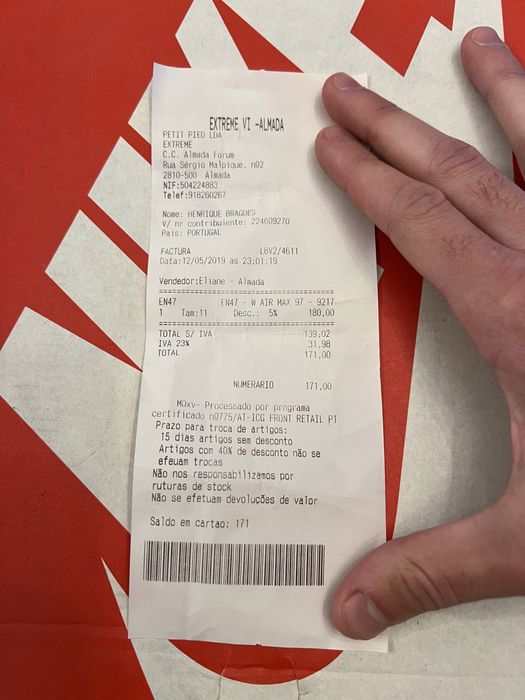 EXTREME VI -ALMADA
PETIT PIED LDA
EXTREME
C.C. Almada Forum
Rua Sérgio Malpique, nº2
2810-500 Almada
NIF:504224883
Telef:918260267
Nome: HENRIQUE BRAGUES
V/ nr contribuinte: 224609270
Pais: PORTUGAL
FACTURA L6V2/4611
Data:12/05/2019 as 23:01:19
Vendedor:Eliane - Almada
EN47 EN47 - W AIR MAX 97 - 9217
1 Tam:11 Desc.: 5% 180,00
TOTAL S/ IVA 139,02
IVA 23% 31,98
TOTAL 171,00
NUMERARIO 171,00
MOxv- Processado por programa
certificado nº775/AT-ICG FRONT RETAIL PT
Prazo para troca de artigos:
15 dias artigos sem desconto
Artigos com 40% de desconto não se
efeuam trocas
Não nos responsabilizamos por
ruturas de stock
Não se efetuam devoluções de valor
Saldo em cartao: 171